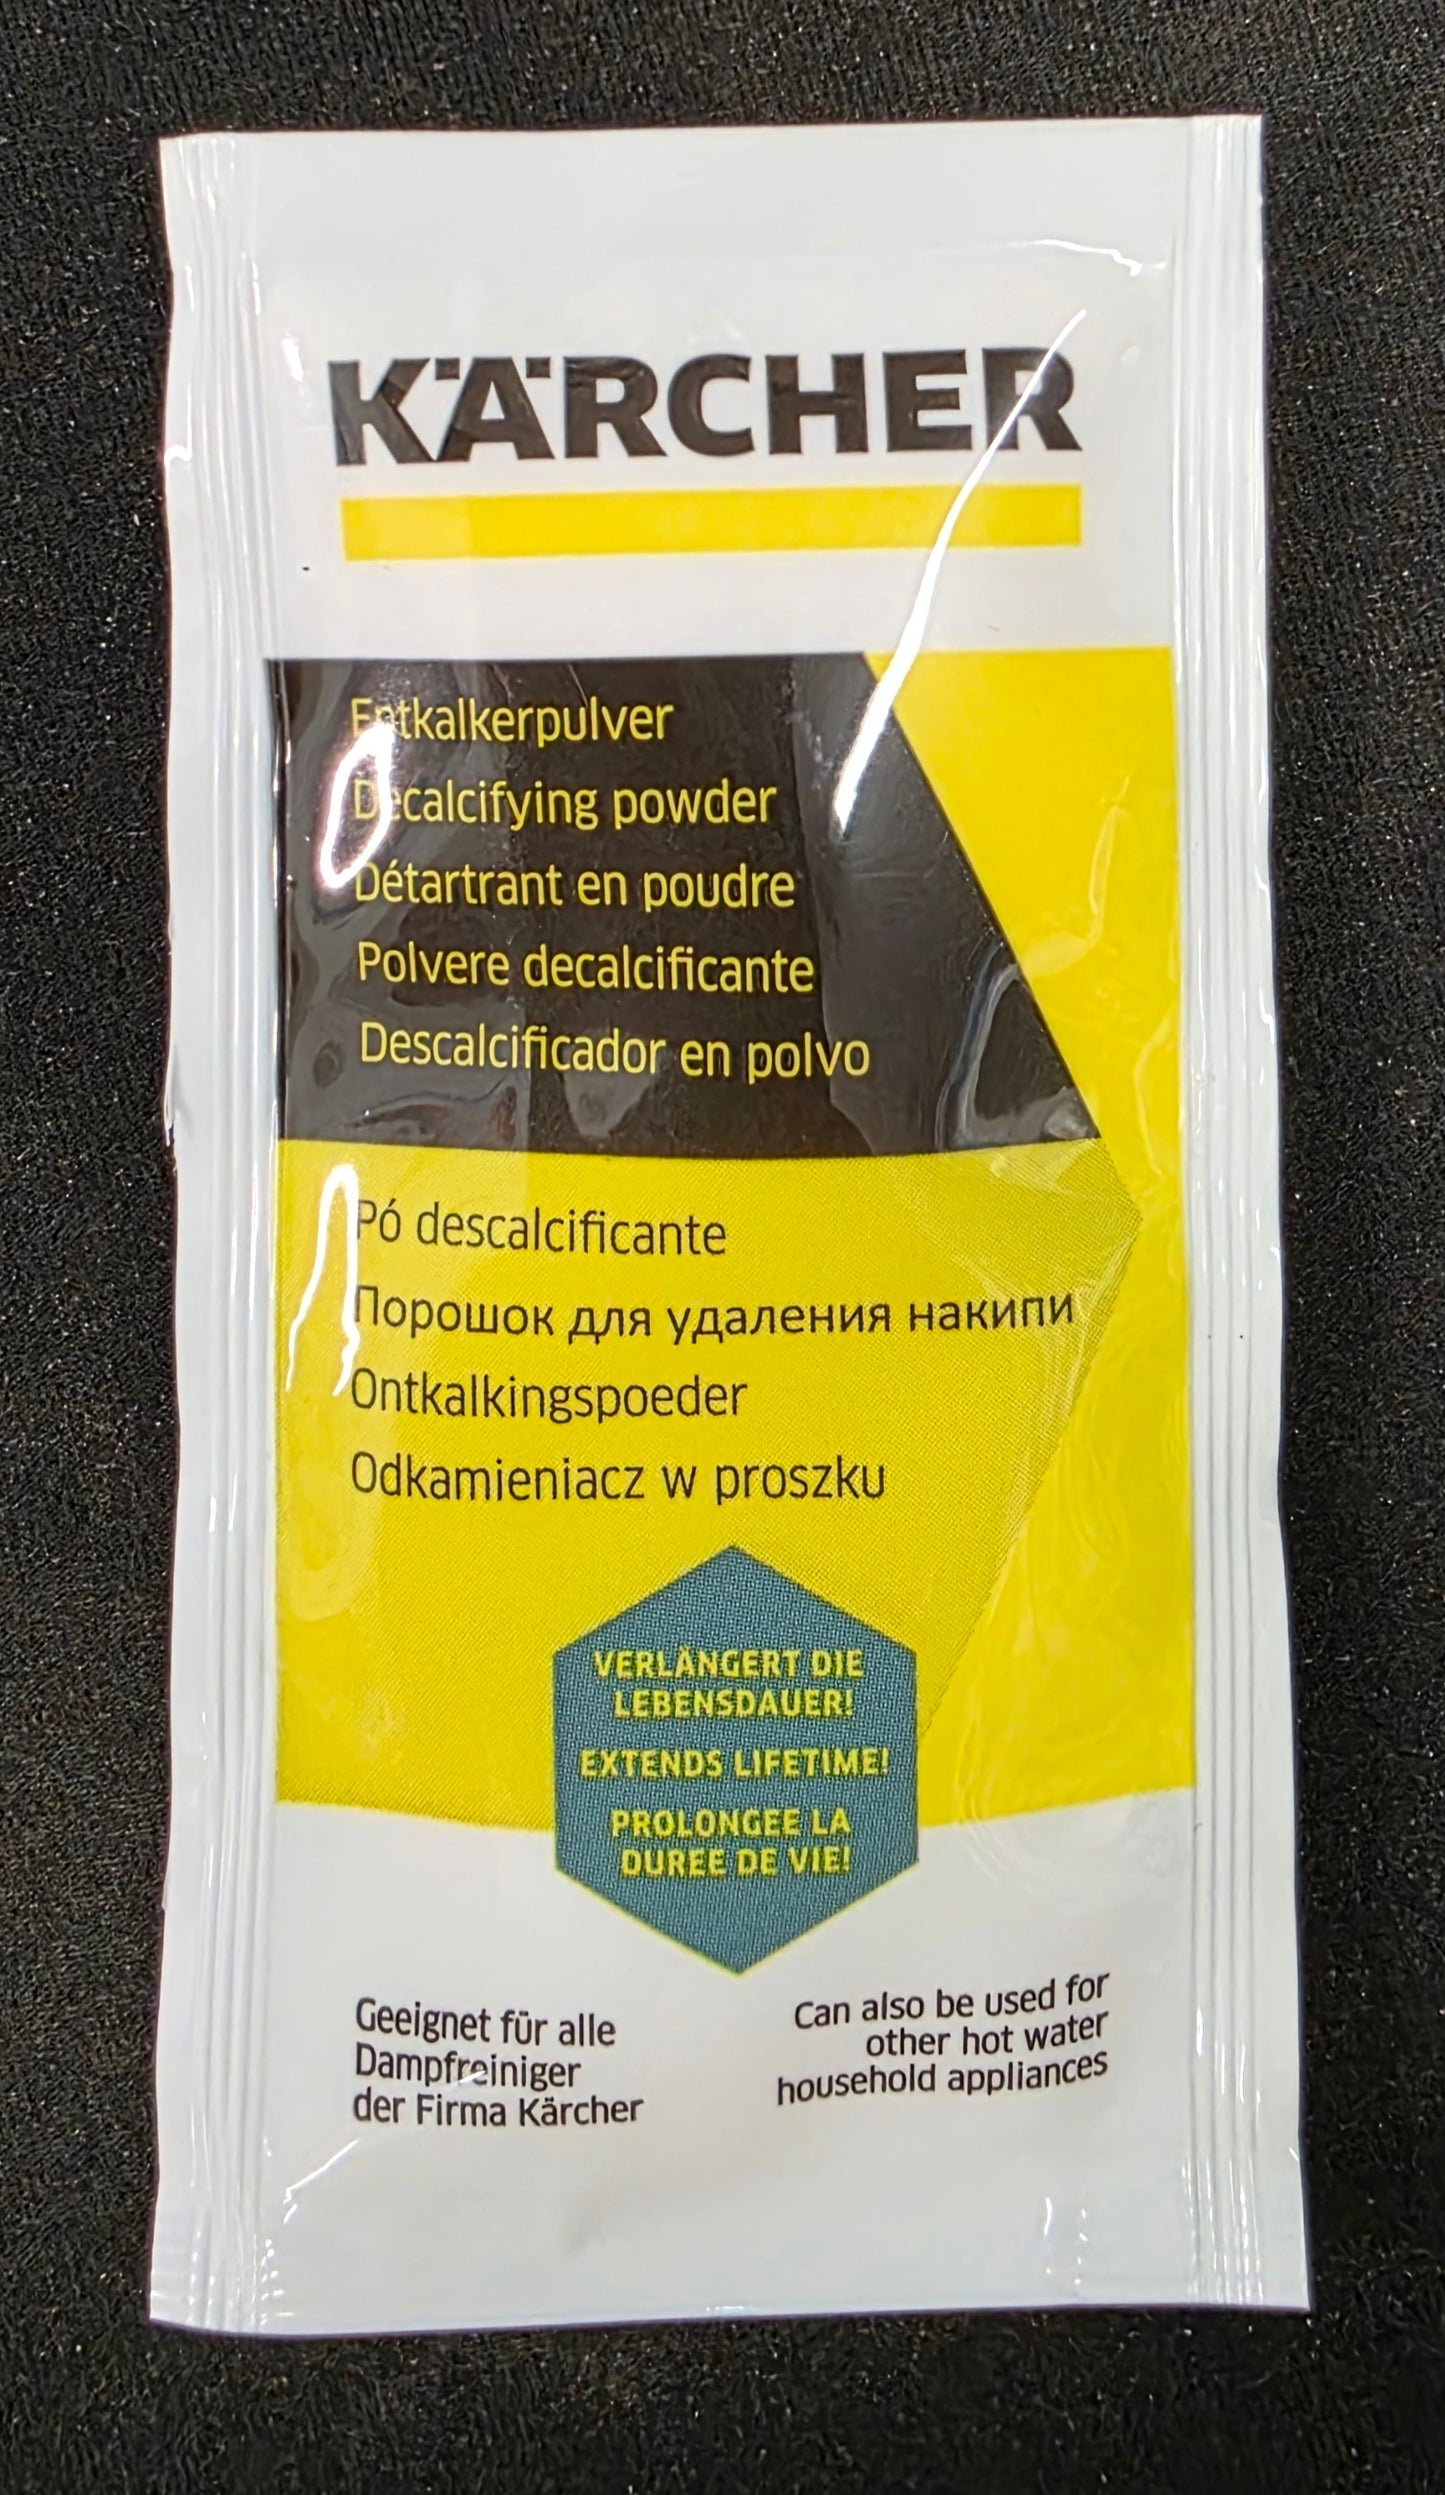 KÄRCHER
Entkalkerpulver
Decalcifying powder
Détartrant en poudre
Polvere decalcificante
Descalcificador en polvo
Pó descalcificante
Порошок для удаления накипи
Ontkalkingspoeder
Odkamieniacz w proszku
VERLÄNGERT DIE
LEBENSDAUER!
EXTENDS LIFETIME!
PROLONGEE LA
DUREE DE VIE!
Geeignet für alle
Dampfreiniger
der Firma Kärcher
Can also be used for
other hot water
household appliances